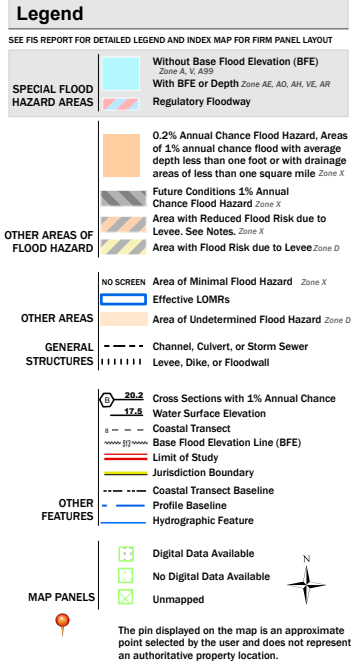 Legend
SEE FIS REPORT FOR DETAILED LEGEND AND INDEX MAP FOR FIRM PANEL LAYOUT
SPECIAL FLOOD
HAZARD AREAS
Without Base Flood Elevation (BFE)
Zone A, V, A99
With BFE or Depth Zone AE, AO, AH, VE, AR
Regulatory Floodway
OTHER AREAS OF
FLOOD HAZARD
0.2% Annual Chance Flood Hazard, Areas
of 1% annual chance flood with average
depth less than one foot or with drainage
areas of less than one square mile Zone X
Future Conditions 1% Annual
Chance Flood Hazard Zone X
Area with Reduced Flood Risk due to
Levee. See Notes. Zone X
Area with Flood Risk due to Levee Zone D
OTHER AREAS
NO SCREEN Area of Minimal Flood Hazard Zone X
Effective LOMRs
Area of Undetermined Flood Hazard Zone D
GENERAL
STRUCTURES
Channel, Culvert, or Storm Sewer
Levee, Dike, or Floodwall
OTHER
FEATURES
B 20.2 Cross Sections with 1% Annual Chance
17.5 Water Surface Elevation
8 Coastal Transect
513 Base Flood Elevation Line (BFE)
Limit of Study
Jurisdiction Boundary
Coastal Transect Baseline
Profile Baseline
Hydrographic Feature
MAP PANELS
Digital Data Available
No Digital Data Available
Unmapped
N
The pin displayed on the map is an approximate
point selected by the user and does not represent
an authoritative property location.